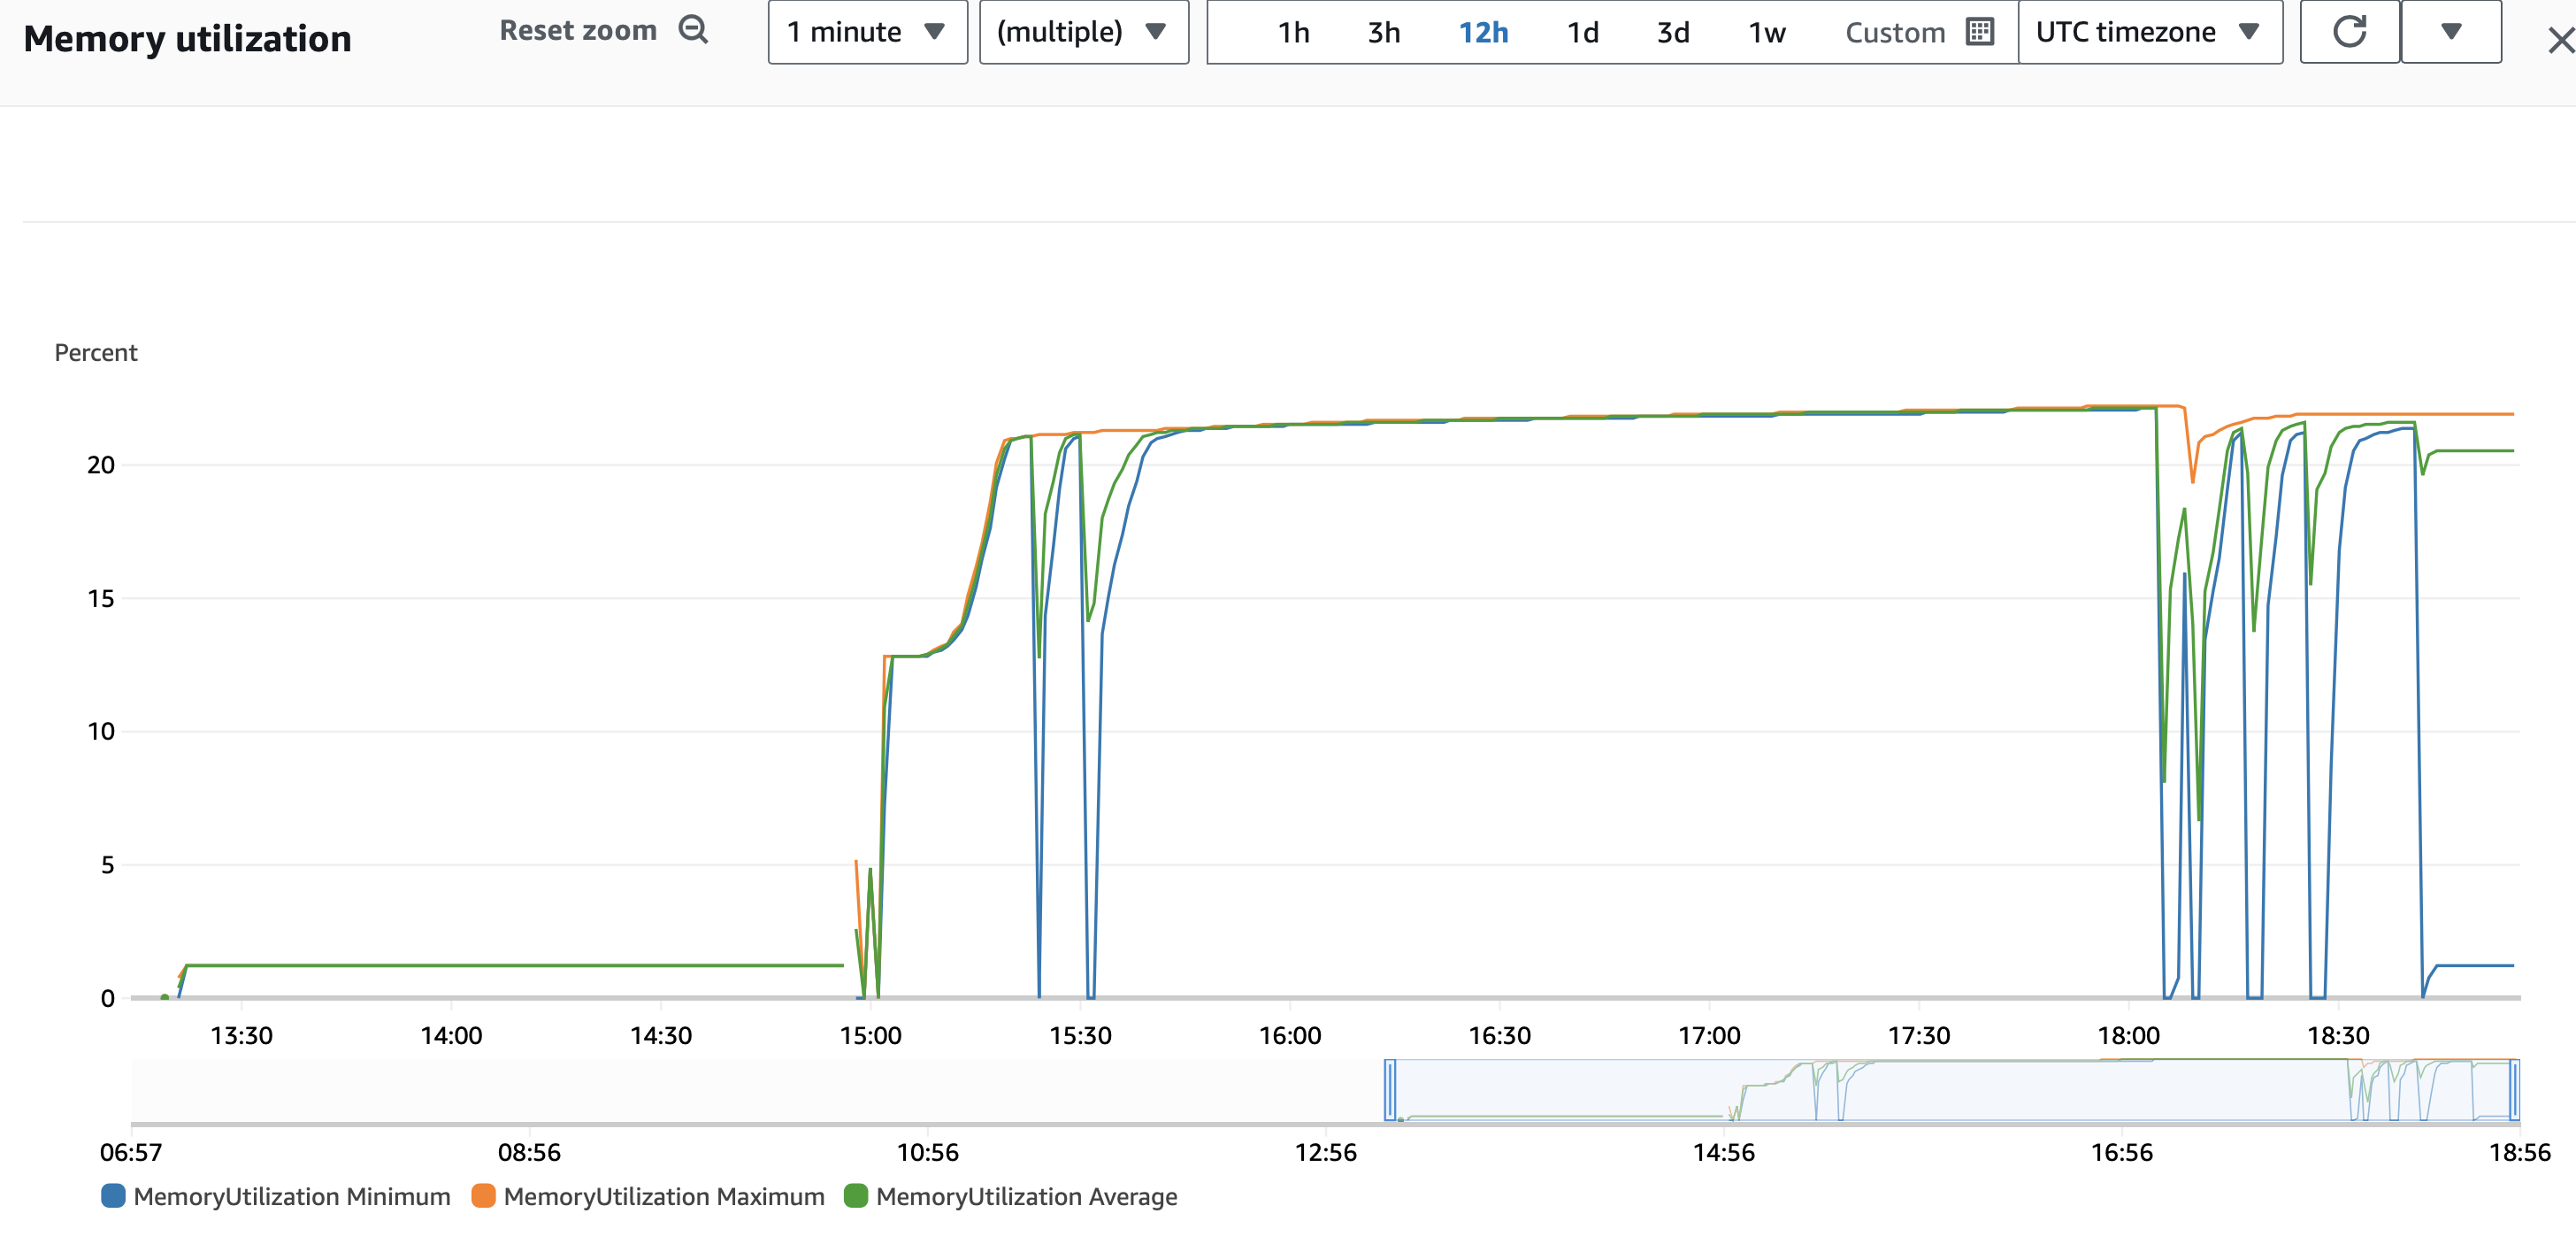 Memory utilization Reset zoom 1 minute (multiple) 1h 3h 12h 1d 3d 1w Custom UTC timezone
Percent
20
15
10
5
0
13:30 14:00 14:30 15:00 15:30 16:00 16:30 17:00 17:30 18:00 18:30
06:57 08:56 10:56 12:56 14:56 16:56 18:56
MemoryUtilization Minimum MemoryUtilization Maximum MemoryUtilization Average